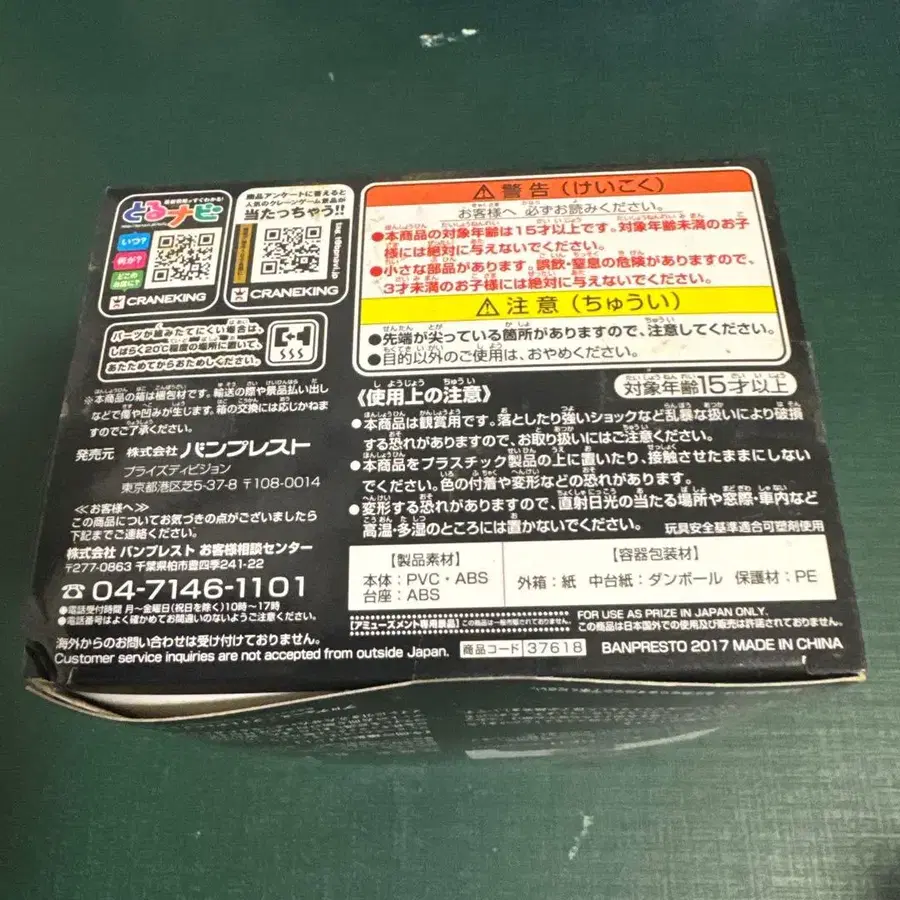 とるナビ
いつ?
何が?
どこの
お店に?
CRANEKING
景品アンケートに答えると
人気のクレーンゲーム景品が
当たっちゃう!!
CRANEKING
パーツが組みたてにくい場合は、
しばらく20℃程度の場所に置いて、
あたためてからおためしください。
※本商品の箱は梱包材です。輸送の際や景品払い出し
などで傷や凹みが生じます。箱の交換には応じかねま
すのでご了承ください。
発売元 株式会社 バンプレスト
プライズディビジョン
東京都港区芝5-37-8 〒108-0014
≪お客様へ≫
この商品についてお気づきの点がございましたら
下記までご連絡ください。
株式会社 バンプレスト お客様相談センター
〒277-0863 千葉県柏市豊四季241-22
04-7146-1101
●電話受付時間 月～金曜日(祝日を除く)10時～17時
●電話番号はよく確かめてお間違いのないようご注意ください。
海外からのお問い合わせは受け付けておりません。
Customer service inquiries are not accepted from outside Japan.
警告(けいこく)
お客様へ 必ずお読みください。
●本商品の対象年齢は15才以上です。対象年齢未満のお子
様には絶対に与えないでください。
●小さな部品があります。誤飲・窒息の危険がありますので、
3才未満のお子様には絶対に与えないでください。
注意(ちゅうい)
●先端が尖っている箇所がありますので、注意してください。
●目的以外のご使用は、おやめください。
《使用上の注意》
対象年齢15才以上
●本商品は観賞用です。落としたり強いショックなど乱暴な扱いにより破損
する恐れがありますので、お取り扱いにはご注意ください。
●本商品をプラスチック製品の上に置いたり、接触させたままにしない
でください。色の付着や変形などの恐れがあります。
●変形する恐れがありますので、直射日光の当たる場所や窓際・車内など
高温・多湿のところには置かないでください。
玩具安全基準適合可塑剤使用
【製品素材】
本体：PVC・ABS
台座：ABS
【容器包装材】
外箱：紙 中台紙：ダンボール 保護材：PE
【アミューズメント専用景品】この商品は一般市販されておりません。
FOR USE AS PRIZE IN JAPAN ONLY.
この商品は日本国外での使用及び販売は許諾されておりません。
商品コード 37618
BANPRESTO 2017 MADE IN CHINA